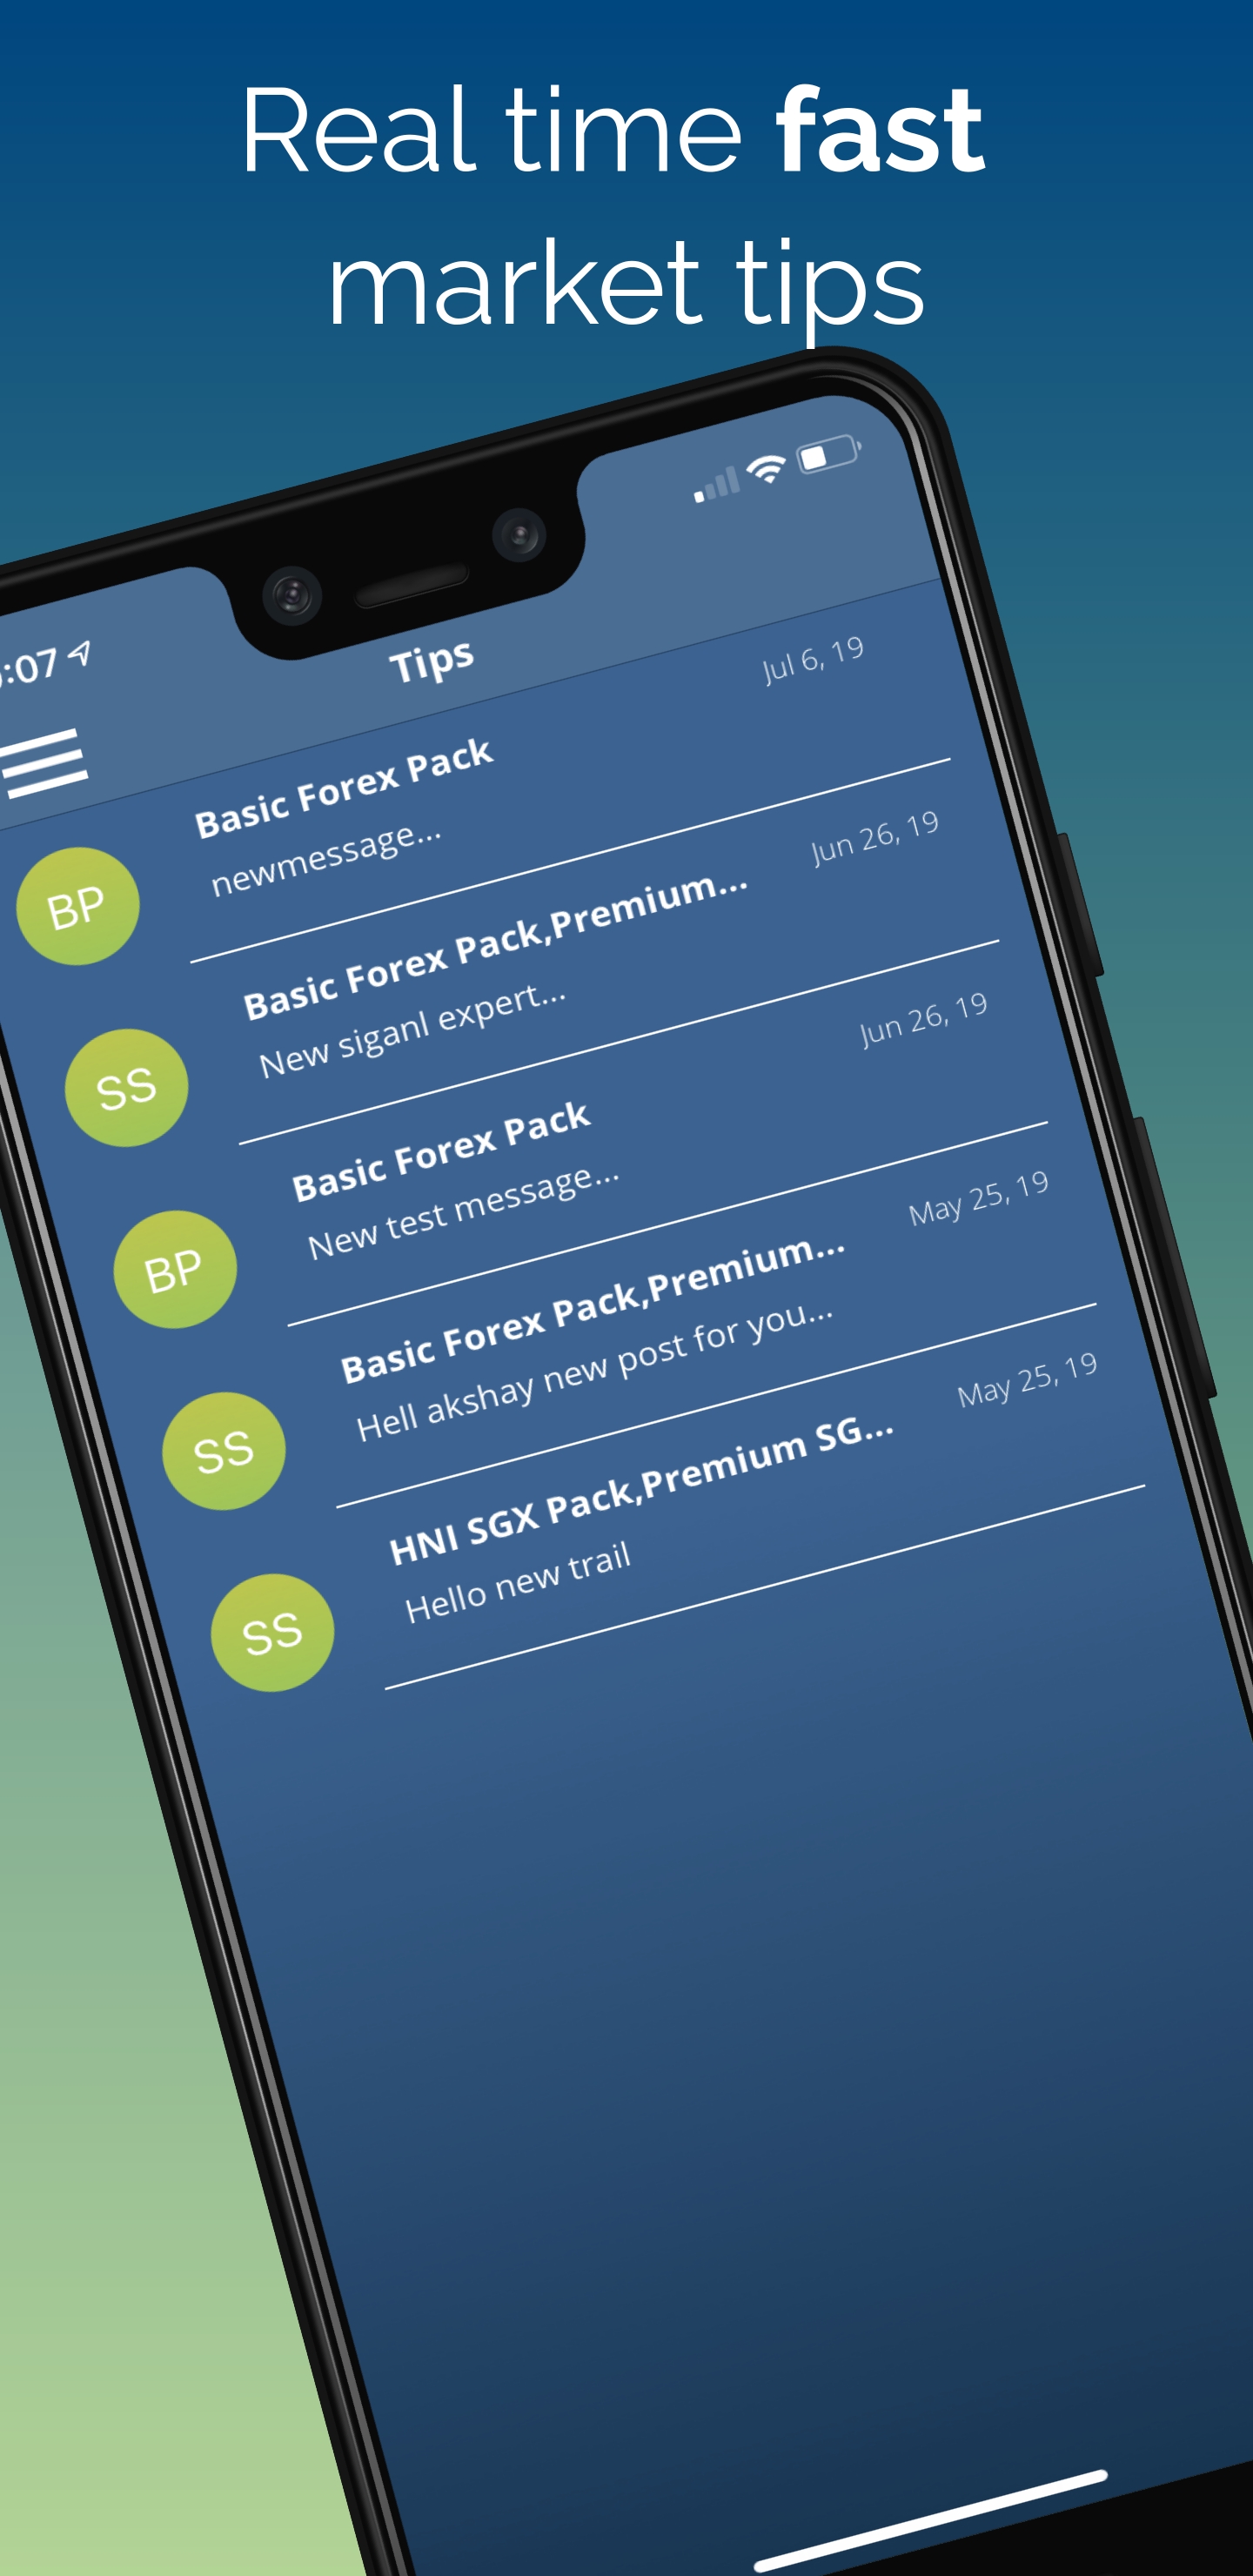 Real time fast
market tips
:07
Tips
Jul 6, 19
BP
Basic Forex Pack
newmessage...
Jun 26, 19
SS
Basic Forex Pack,Premium...
New siganl expert...
Jun 26, 19
BP
Basic Forex Pack
New test message...
May 25, 19
SS
Basic Forex Pack,Premium...
Hell akshay new post for you...
May 25, 19
SS
HNI SGX Pack,Premium SG...
Hello new trail